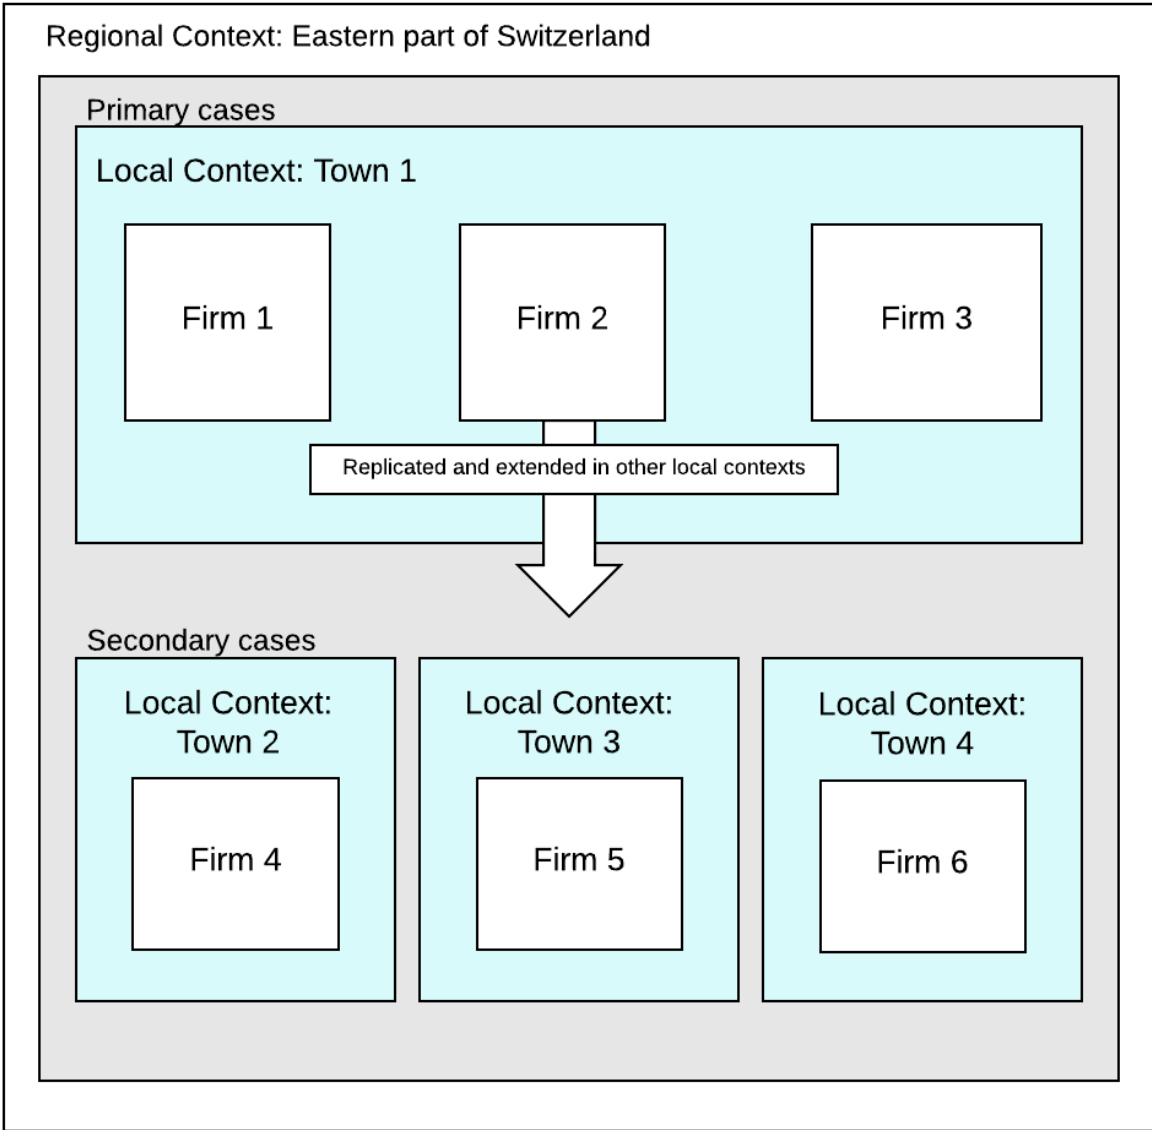 Regional Context: Eastern part of Switzerland
Primary cases
Local Context: Town 1
Firm 1
Firm 2
Firm 3
Replicated and extended in other local contexts
Secondary cases
Local Context:
Town 2
Firm 4
Local Context:
Town 3
Firm 5
Local Context:
Town 4
Firm 6